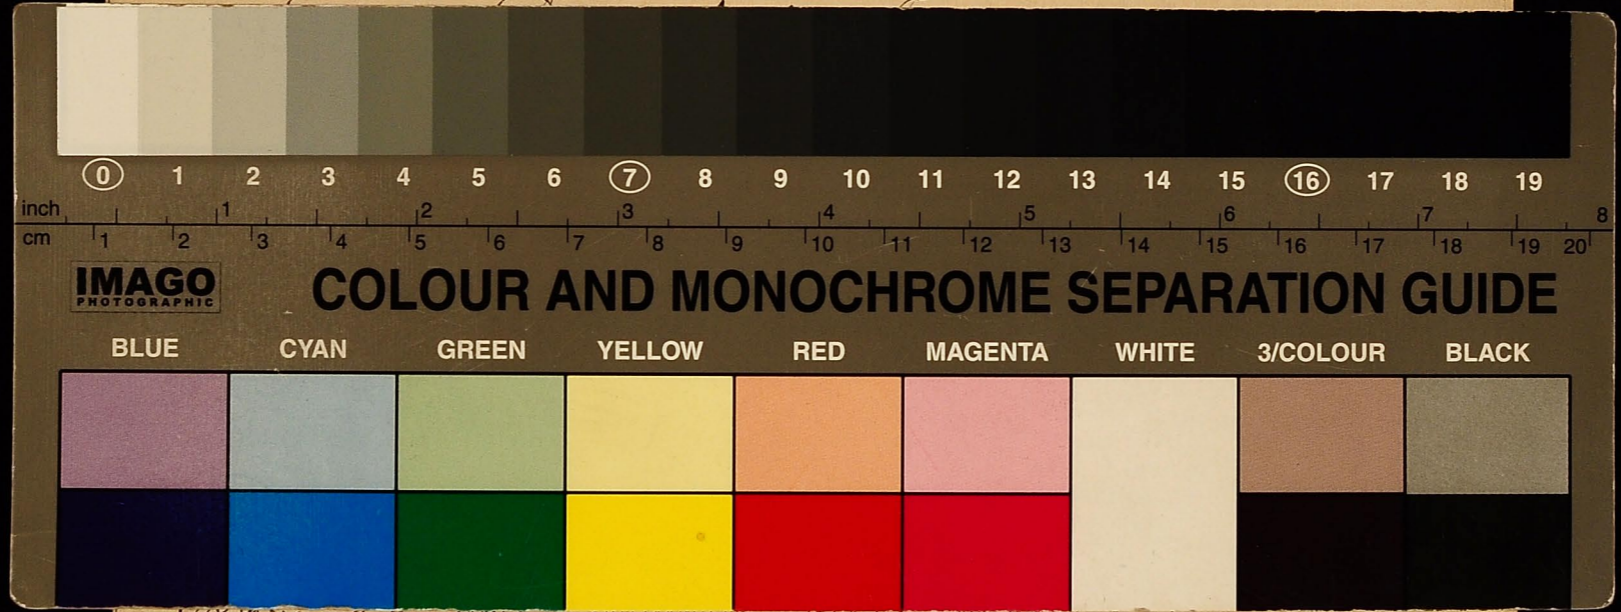 0 1 2 3 4 5 6 7 8 9 10 11 12 13 14 15 16 17 18 19
inch 1 2 3 4 5 6 7 8
cm 1 2 3 4 5 6 7 8 9 10 11 12 13 14 15 16 17 18 19 20
IMAGO
PHOTOGRAPHIC
COLOUR AND MONOCHROME SEPARATION GUIDE
BLUE CYAN GREEN YELLOW RED MAGENTA WHITE 3/COLOUR BLACK